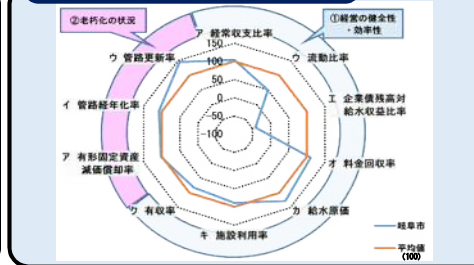 ②老朽化の状況
①経営の健全性
・効率性
ア 経常収支比率
150
100
50
0
-50
-100
ウ 管路更新率
ウ 流動比率
イ 管路経年化率
エ 企業債残高対
給水収益比率
ア 有形固定資産
減価償却率
オ 料金回収率
ク 有収率
カ 給水原価
キ 施設利用率
岐阜市
平均値
(100)